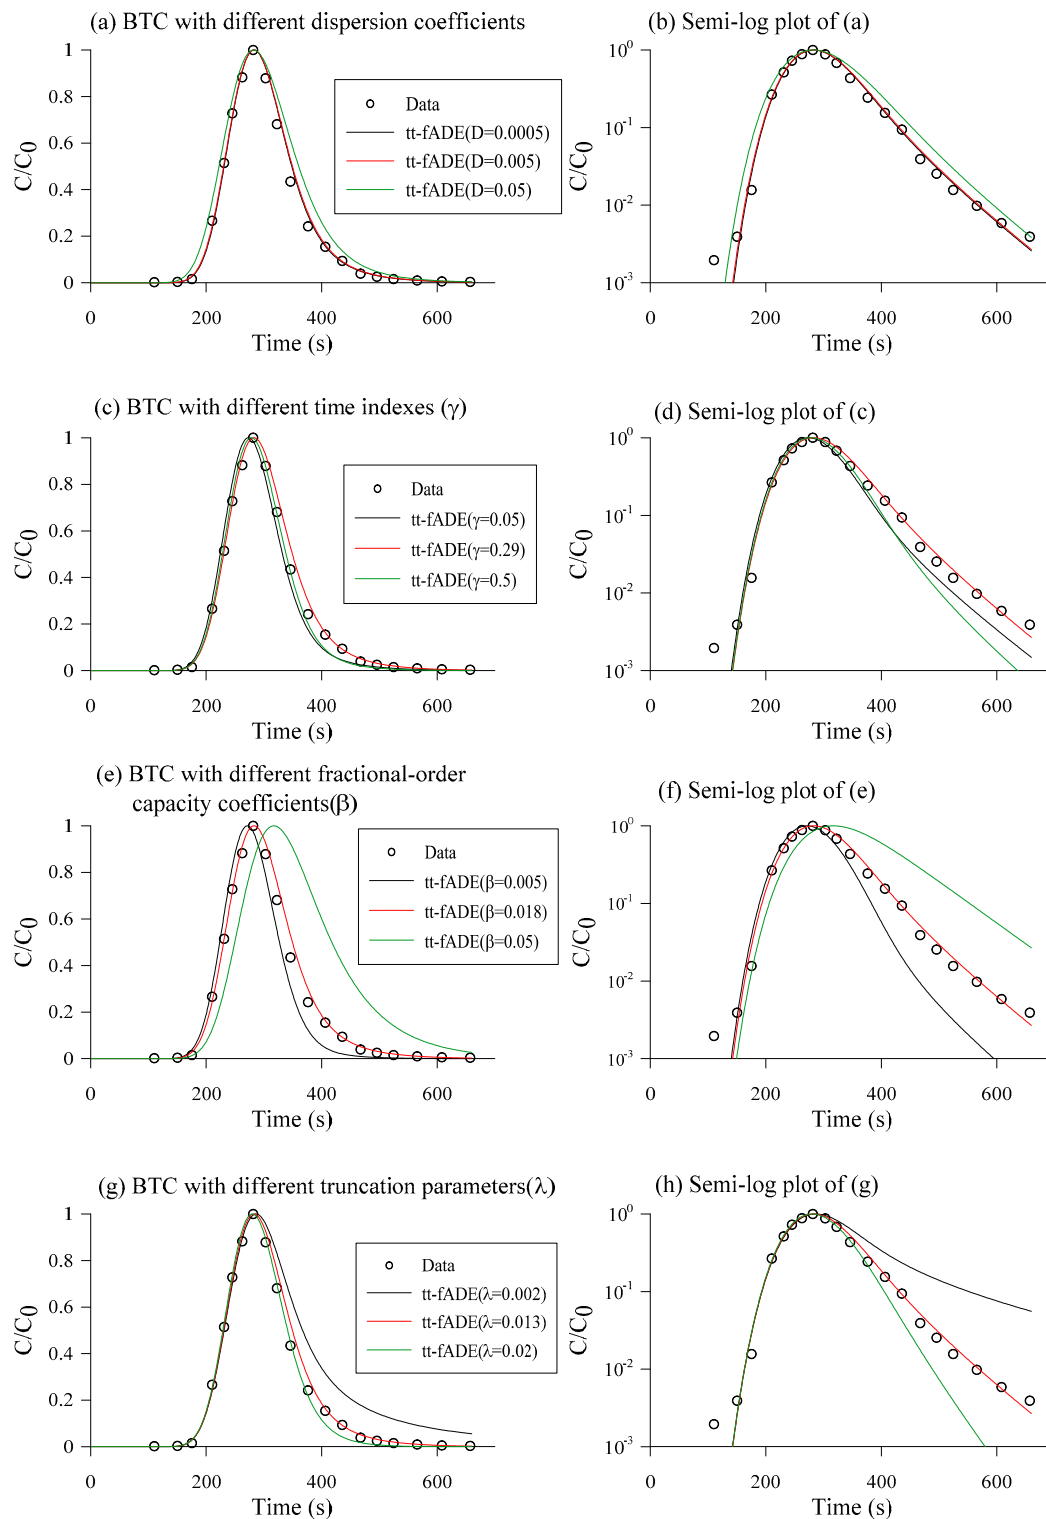 (a) BTC with different dispersion coefficients
C/C0
1
0.8
0.6
0.4
0.2
0
0 200 400 600
Time (s)
Data
tt-fADE(D=0.0005)
tt-fADE(D=0.005)
tt-fADE(D=0.05)
(b) Semi-log plot of (a)
C/C0
10^0
10^-1
10^-2
10^-3
0 200 400 600
Time (s)
(c) BTC with different time indexes (γ)
C/C0
1
0.8
0.6
0.4
0.2
0
0 200 400 600
Time (s)
Data
tt-fADE(γ=0.05)
tt-fADE(γ=0.29)
tt-fADE(γ=0.5)
(d) Semi-log plot of (c)
C/C0
10^0
10^-1
10^-2
10^-3
0 200 400 600
Time (s)
(e) BTC with different fractional-order
capacity coefficients(β)
C/C0
1
0.8
0.6
0.4
0.2
0
0 200 400 600
Time (s)
Data
tt-fADE(β=0.005)
tt-fADE(β=0.018)
tt-fADE(β=0.05)
(f) Semi-log plot of (e)
C/C0
10^0
10^-1
10^-2
10^-3
0 200 400 600
Time (s)
(g) BTC with different truncation parameters(λ)
C/C0
1
0.8
0.6
0.4
0.2
0
0 200 400 600
Time (s)
Data
tt-fADE(λ=0.002)
tt-fADE(λ=0.013)
tt-fADE(λ=0.02)
(h) Semi-log plot of (g)
C/C0
10^0
10^-1
10^-2
10^-3
0 200 400 600
Time (s)